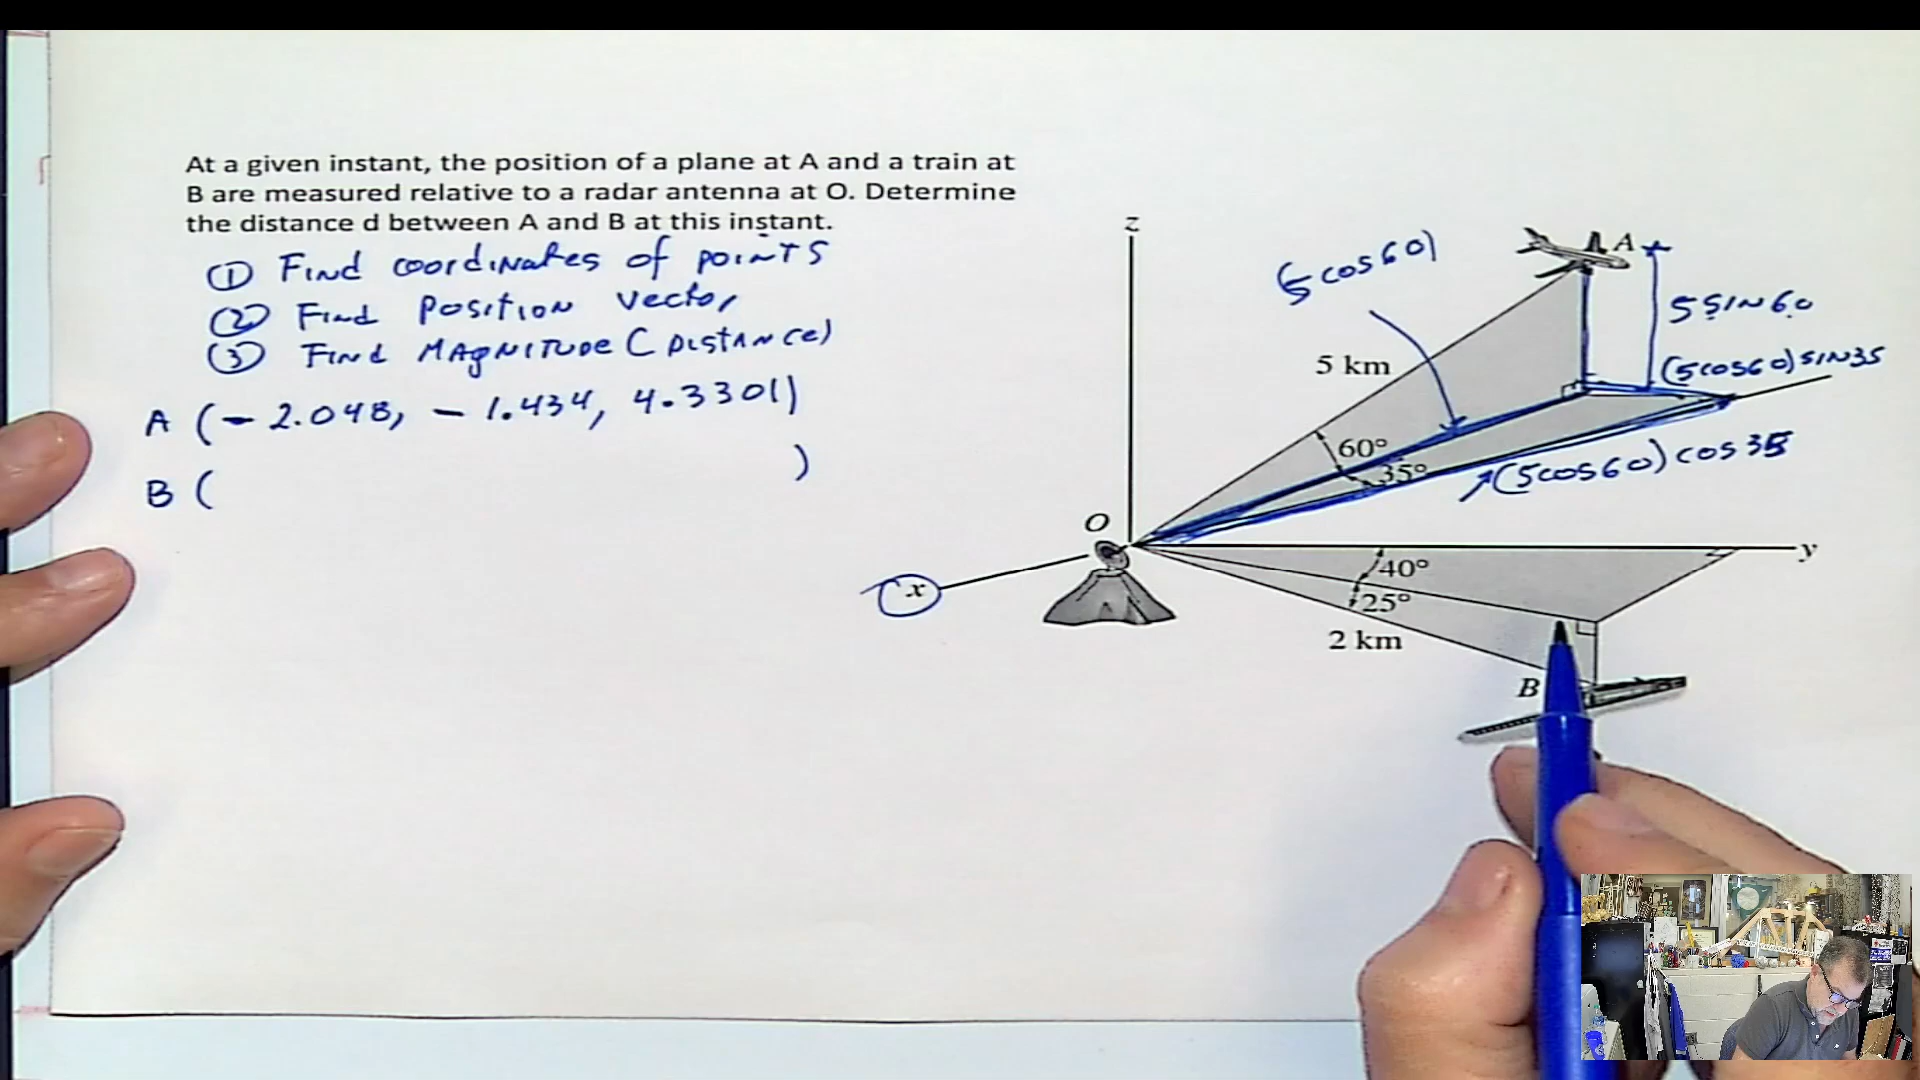 At a given instant, the position of a plane at A and a train at
B are measured relative to a radar antenna at O. Determine
the distance d between A and B at this instant.
① Find coordinates of points
② Find Position vector
③ Find Magnitude (Distance)
A (-2.048, -1.434, 4.3301)
B ( )
z
A
5cos60)
5 SIN60
5 km
(5cos60) sin35
60°
35°
(5cos60) cos35
O
x
y
40°
25°
2 km
B